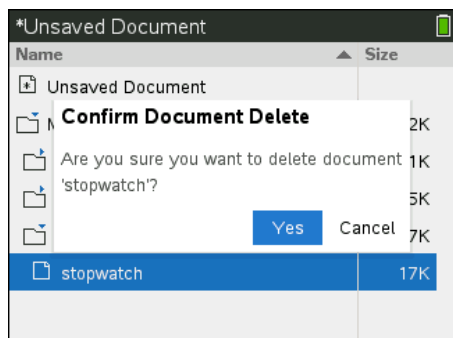 *Unsaved Document
Name Size
Unsaved Document
Confirm Document Delete
2K
Are you sure you want to delete document 1K
'stopwatch'?
5K
Yes Cancel
7K
stopwatch 17K